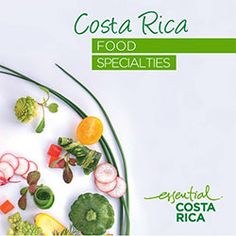 Costa Rica
FOOD
SPECIALTIES
essential
COSTA
RICA